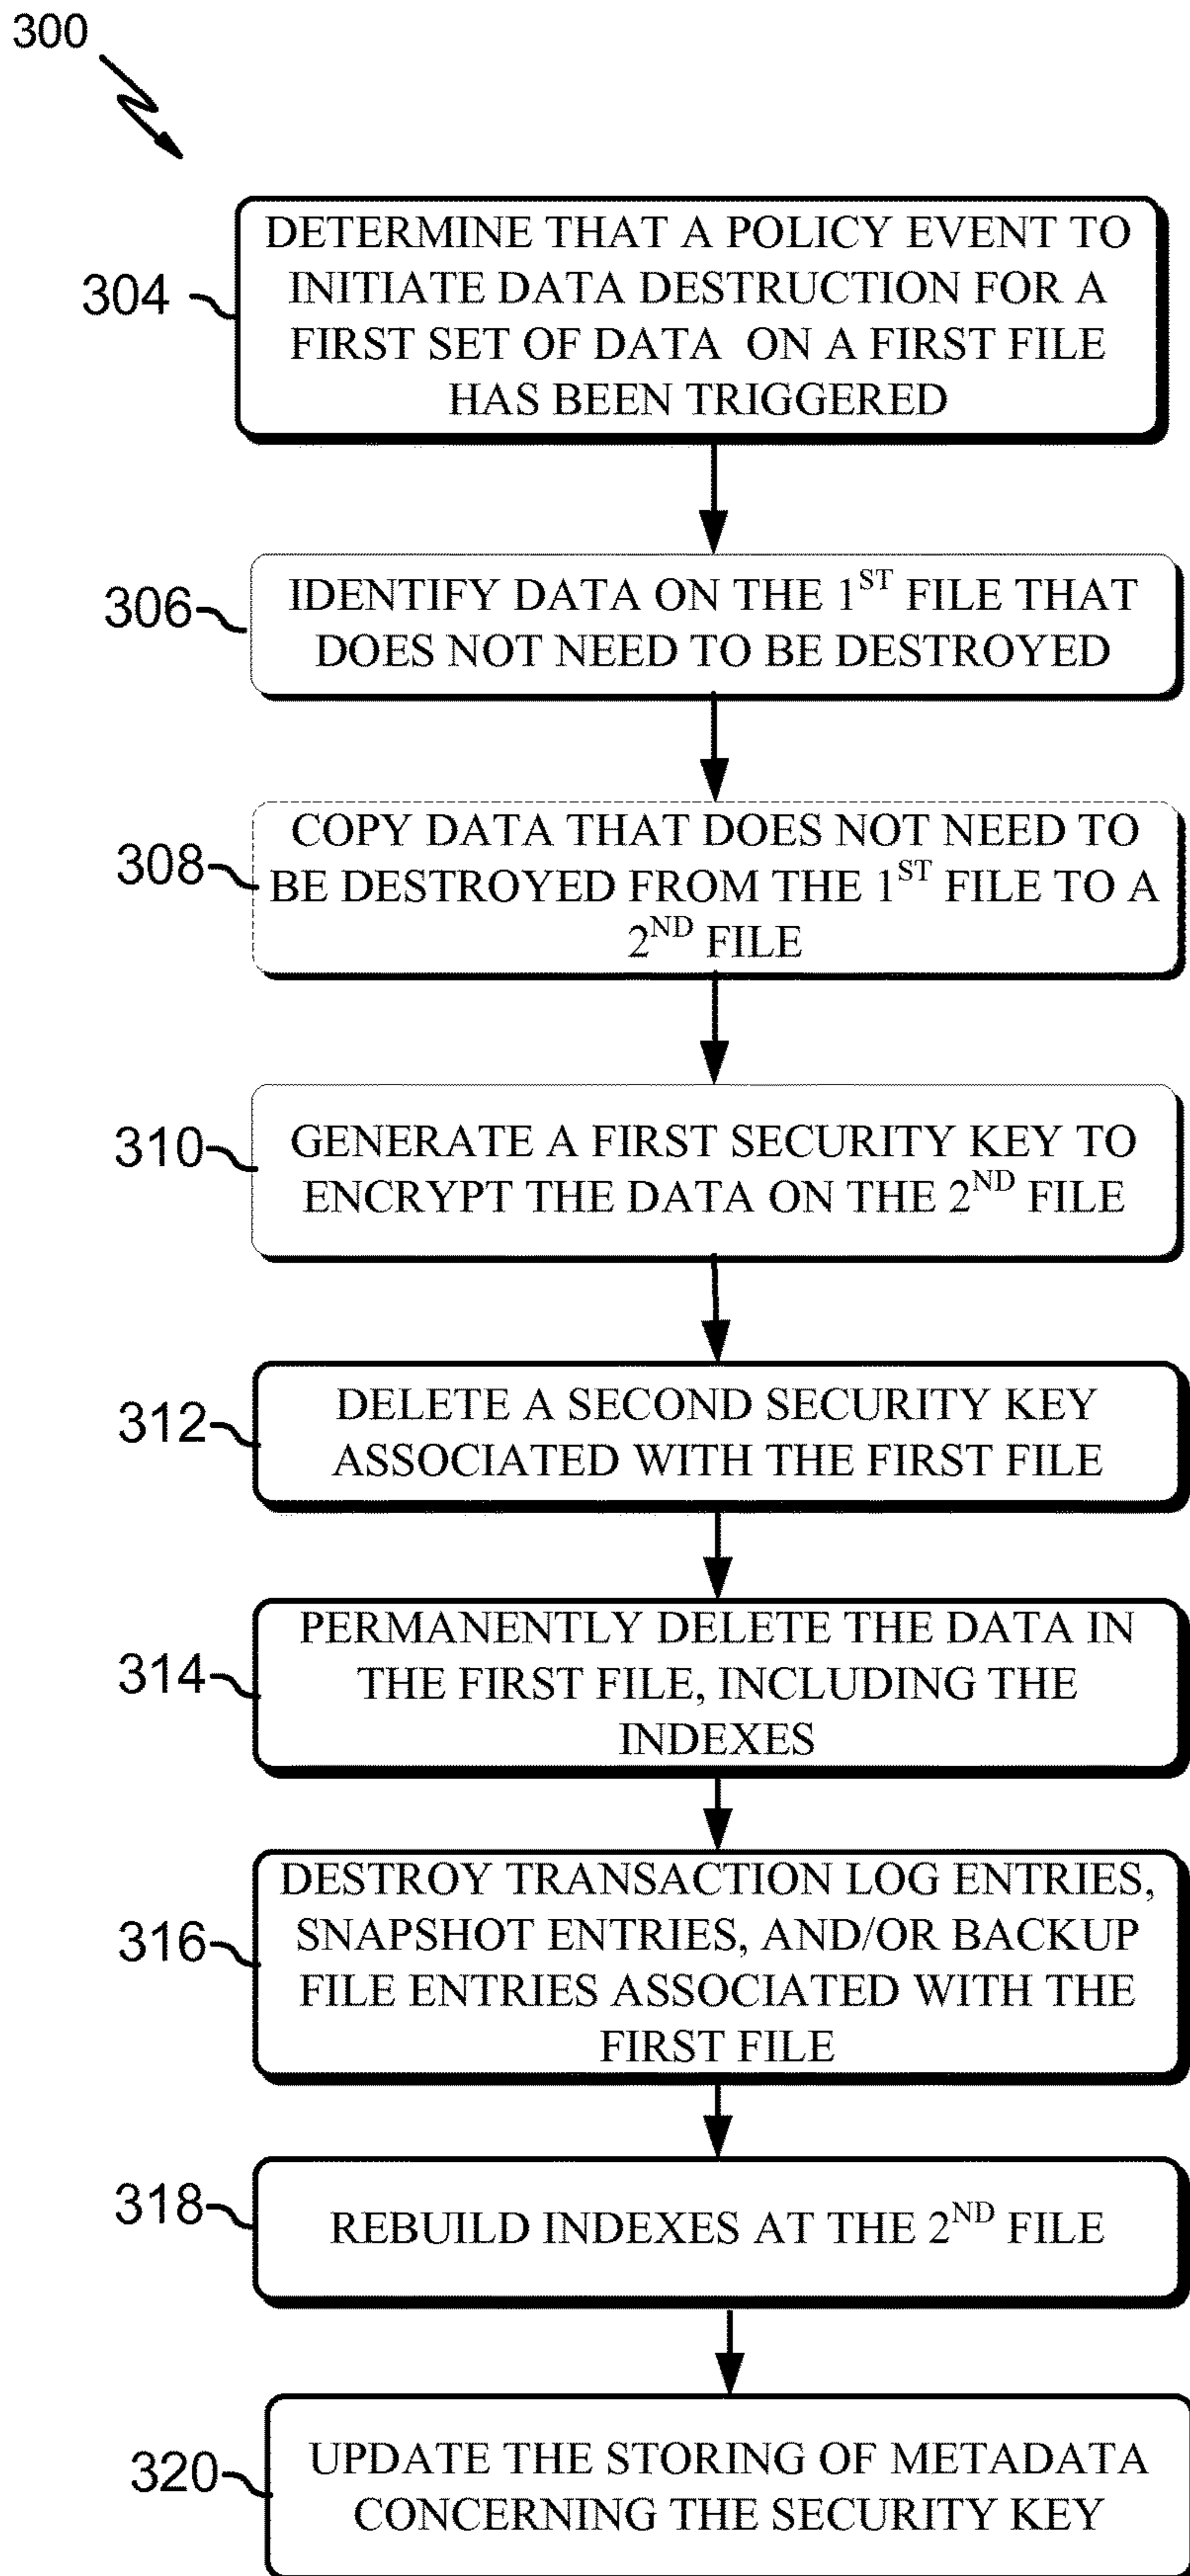 300
304
DETERMINE THAT A POLICY EVENT TO
INITIATE DATA DESTRUCTION FOR A
FIRST SET OF DATA ON A FIRST FILE
HAS BEEN TRIGGERED
306
IDENTIFY DATA ON THE 1ST FILE THAT
DOES NOT NEED TO BE DESTROYED
308
COPY DATA THAT DOES NOT NEED TO
BE DESTROYED FROM THE 1ST FILE TO A
2ND FILE
310
GENERATE A FIRST SECURITY KEY TO
ENCRYPT THE DATA ON THE 2ND FILE
312
DELETE A SECOND SECURITY KEY
ASSOCIATED WITH THE FIRST FILE
314
PERMANENTLY DELETE THE DATA IN
THE FIRST FILE, INCLUDING THE
INDEXES
316
DESTROY TRANSACTION LOG ENTRIES,
SNAPSHOT ENTRIES, AND/OR BACKUP
FILE ENTRIES ASSOCIATED WITH THE
FIRST FILE
318
REBUILD INDEXES AT THE 2ND FILE
320
UPDATE THE STORING OF METADATA
CONCERNING THE SECURITY KEY